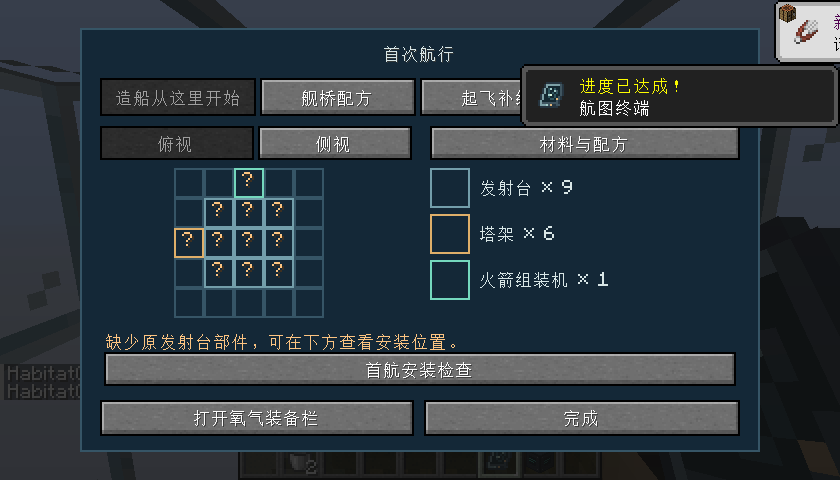 首次航行
造船从这里开始
舰桥配方
起飞补
进度已达成！
航图终端
俯视
侧视
材料与配方
?
? ? ?
? ? ? ?
? ? ?
发射台 × 9
塔架 × 6
火箭组装机 × 1
缺少原发射台部件，可在下方查看安装位置。
首航安装检查
Habitat
Habitat
打开氧气装备栏
完成
2